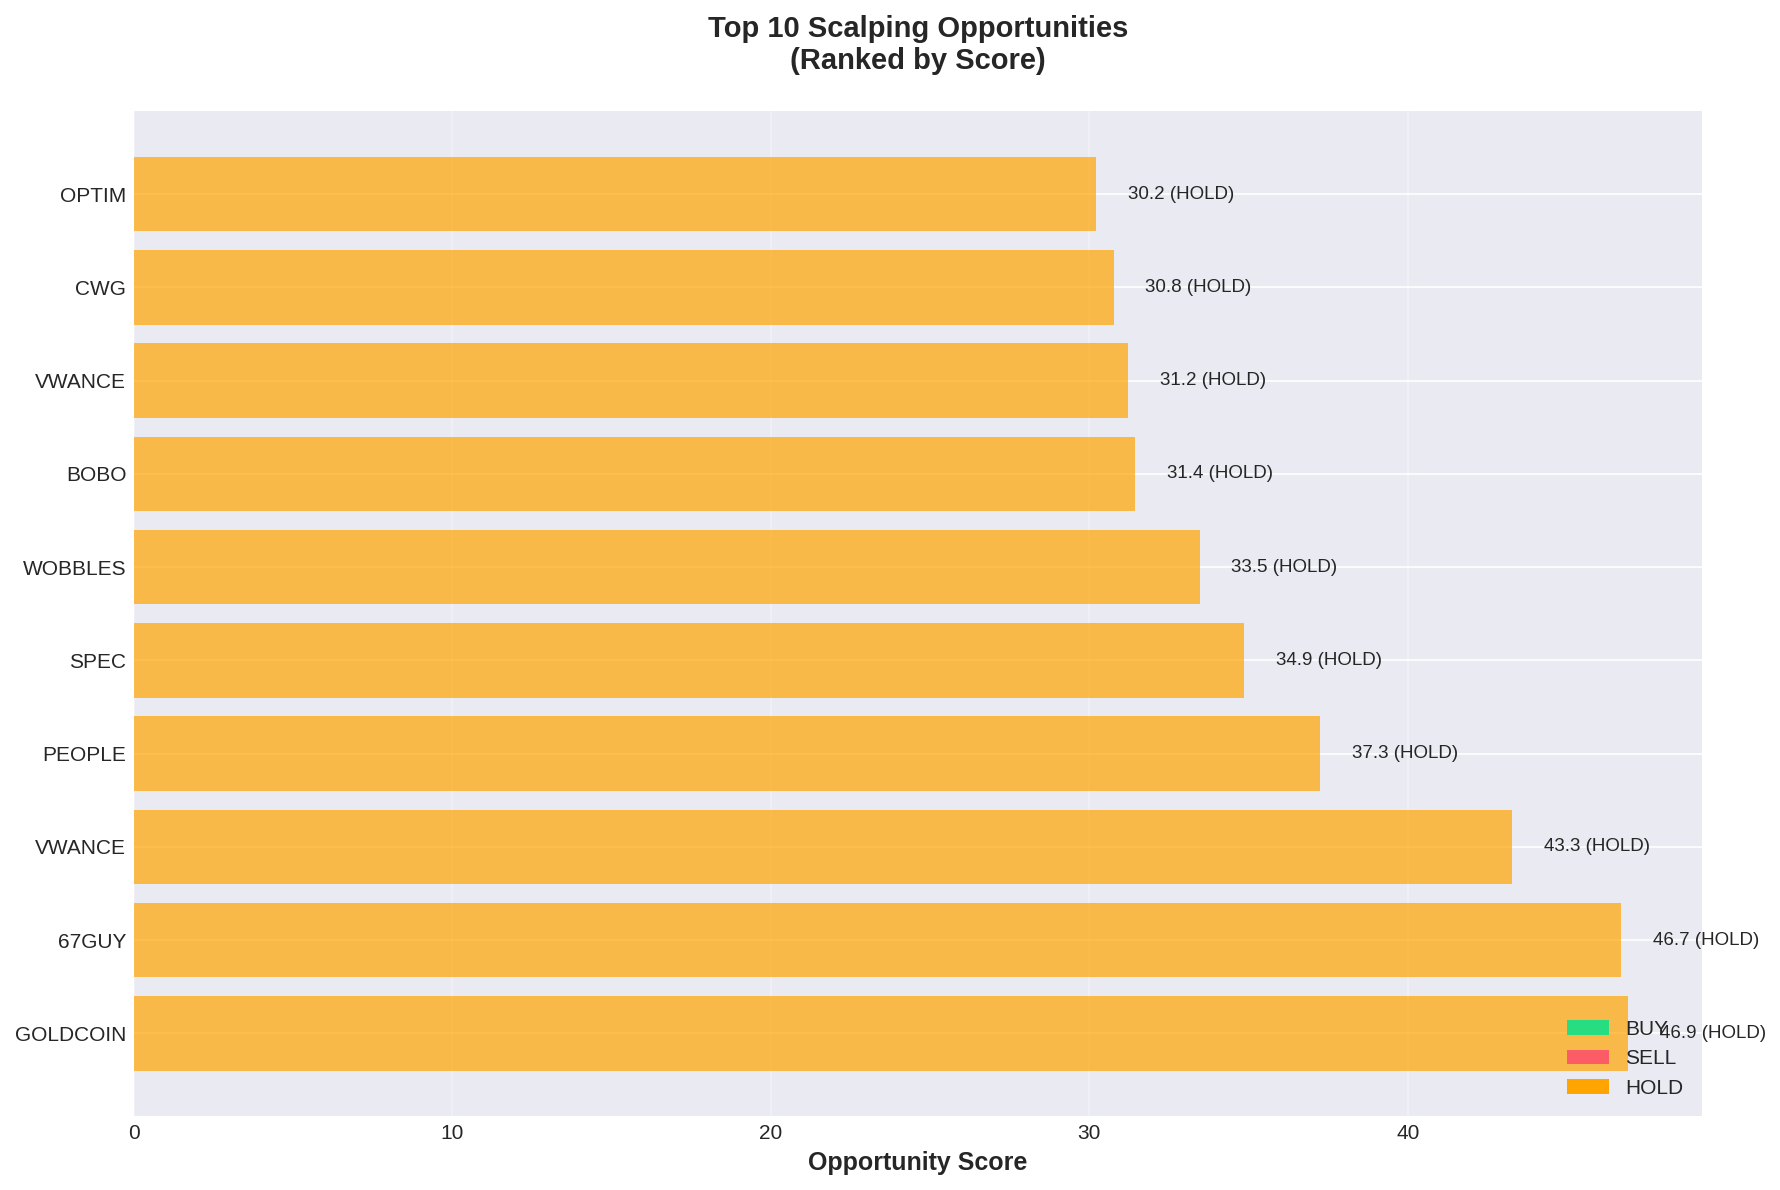 Top 10 Scalping Opportunities
(Ranked by Score)
OPTIM
30.2 (HOLD)
CWG
30.8 (HOLD)
VWANCE
31.2 (HOLD)
BOBO
31.4 (HOLD)
WOBBLES
33.5 (HOLD)
SPEC
34.9 (HOLD)
PEOPLE
37.3 (HOLD)
VWANCE
43.3 (HOLD)
67GUY
46.7 (HOLD)
GOLDCOIN
46.9 (HOLD)
BUY
SELL
HOLD
0 10 20 30 40
Opportunity Score